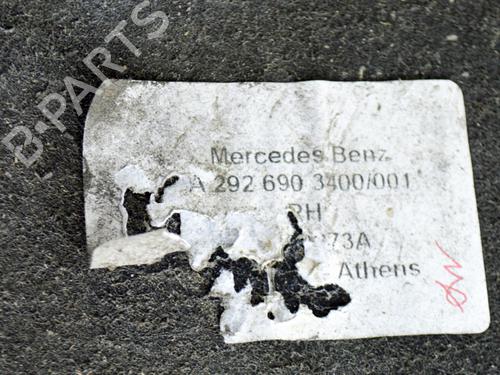 B-PARTS
Mercedes Benz
A 292 690 3400/001
RH
73A
Athens